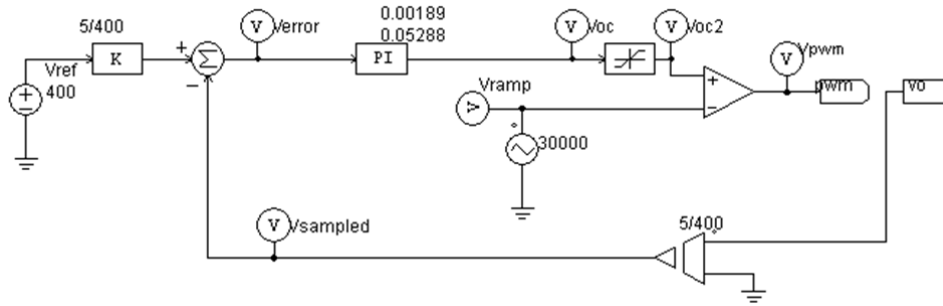 0.00189
0.05288
5/400
V
Verror
V
Voc
V
Voc2
K
PI
V
Vpwm
Vref
400
Σ
Vramp
V
pwm
vo
30000
V
Vsampled
5/400